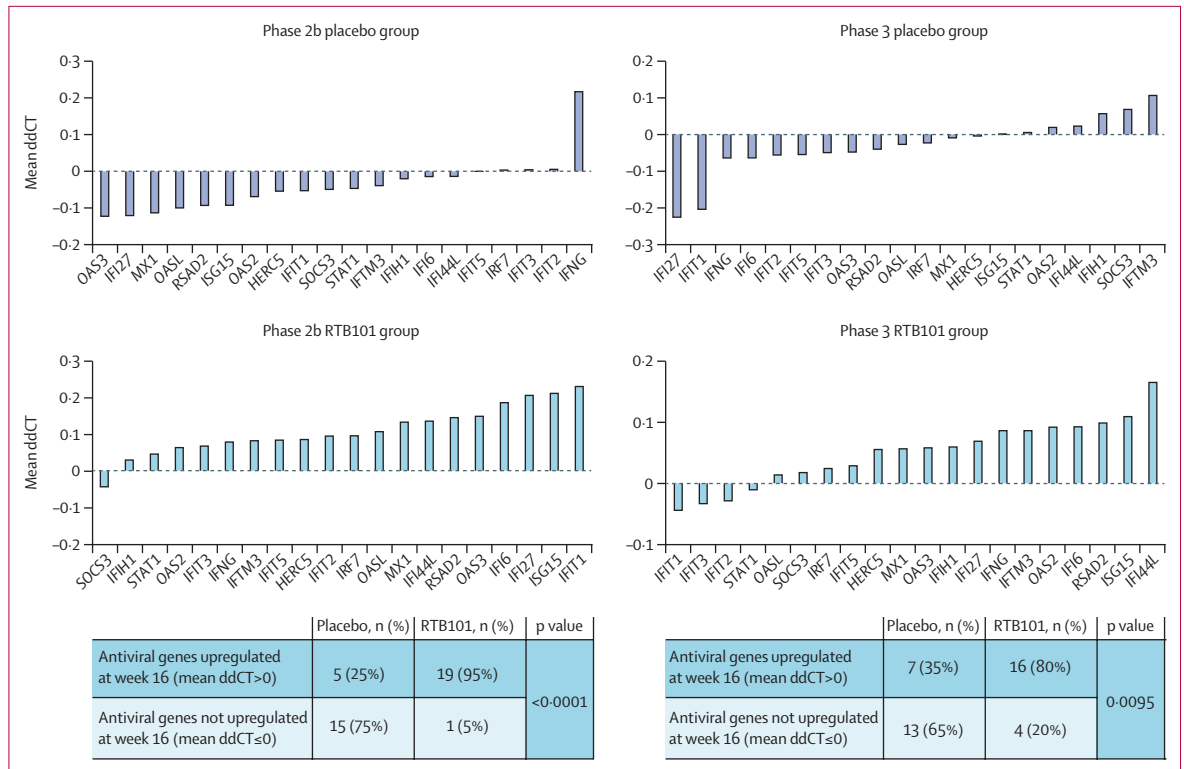 Phase 2b placebo group
Mean ddCT
0·3
0·2
0·1
0
–0·1
–0·2
OAS3
IFI27
MX1
OASL
RSAD2
ISG15
OAS2
HERC5
IFIT1
SOCS3
STAT1
IFTM3
IFIH1
IFI6
IFI44L
IFIT5
IRF7
IFIT3
IFIT2
IFNG
Phase 3 placebo group
0·2
0·1
0
–0·1
–0·2
–0·3
IFI27
IFIT1
IFNG
IFI6
IFIT2
IFIT5
IFIT3
OAS3
RSAD2
OASL
IRF7
MX1
HERC5
ISG15
STAT1
OAS2
IFI44L
IFIH1
SOCS3
IFTM3
Phase 2b RTB101 group
Mean ddCT
0·3
0·2
0·1
0
–0·1
–0·2
SOCS3
IFIH1
STAT1
OAS2
IFIT3
IFNG
IFTM3
IFIT5
HERC5
IFIT2
IRF7
OASL
MX1
IFI44L
RSAD2
OAS3
IFI6
IFI27
ISG15
IFIT1
Phase 3 RTB101 group
0·2
0·1
0
–0·1
IFIT1
IFIT3
IFIT2
STAT1
OASL
SOCS3
IRF7
IFIT5
HERC5
MX1
OAS3
IFIH1
IFI27
IFNG
IFTM3
OAS2
IFI6
RSAD2
ISG15
IFI44L
Placebo, n (%) RTB101, n (%) p value
Antiviral genes upregulated
at week 16 (mean ddCT>0)
5 (25%) 19 (95%)
<0·0001
Antiviral genes not upregulated
at week 16 (mean ddCT≤0)
15 (75%) 1 (5%)
Placebo, n (%) RTB101, n (%) p value
Antiviral genes upregulated
at week 16 (mean ddCT>0)
7 (35%) 16 (80%)
0·0095
Antiviral genes not upregulated
at week 16 (mean ddCT≤0)
13 (65%) 4 (20%)